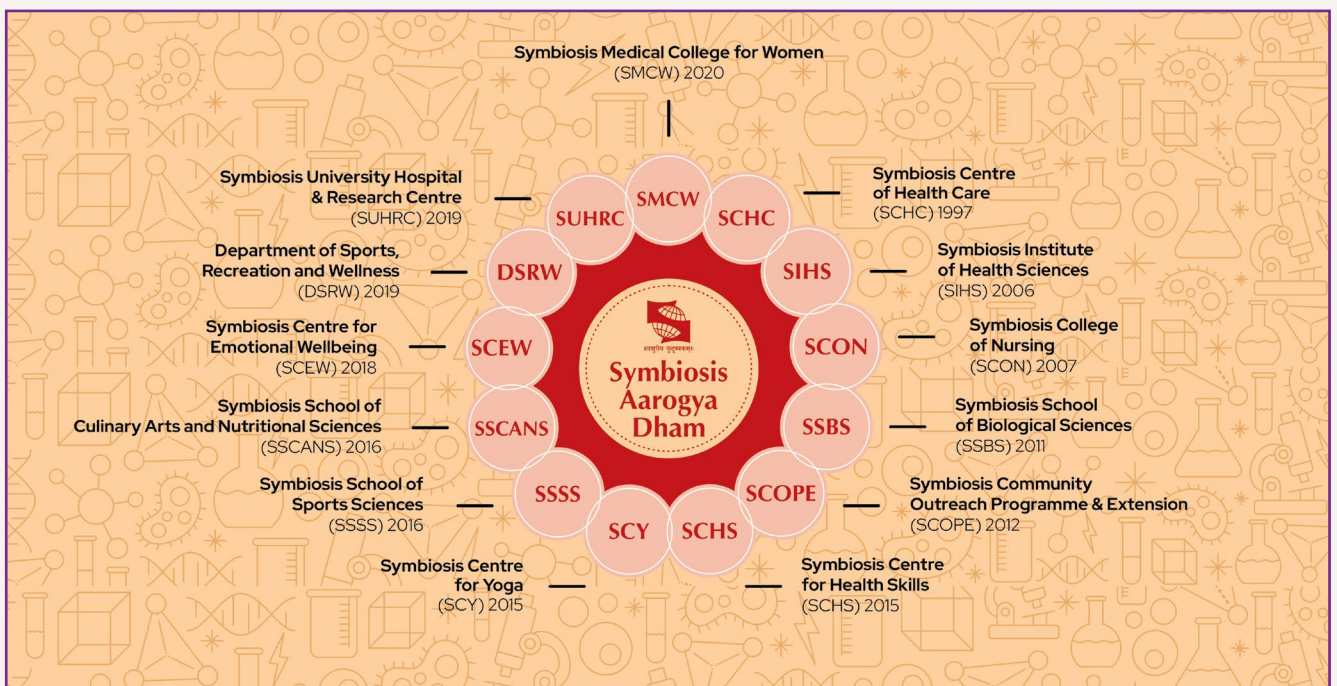 Symbiosis Medical College for Women
(SMCW) 2020
Symbiosis University Hospital
& Research Centre
(SUHRC) 2019
Department of Sports,
Recreation and Wellness
(DSRW) 2019
Symbiosis Centre for
Emotional Wellbeing
(SCEW) 2018
Symbiosis School of
Culinary Arts and Nutritional Sciences
(SSCANS) 2016
Symbiosis School of
Sports Sciences
(SSSS) 2016
Symbiosis Centre
for Yoga
(SCY) 2015
SMCW
SCHC
SIHS
SCON
SSBS
SCOPE
SCHS
SCY
SSSS
SSCANS
SCEW
DSRW
SUHRC
Symbiosis
Aarogya
Dham
Symbiosis Centre
of Health Care
(SCHC) 1997
Symbiosis Institute
of Health Sciences
(SIHS) 2006
Symbiosis College
of Nursing
(SCON) 2007
Symbiosis School
of Biological Sciences
(SSBS) 2011
Symbiosis Community
Outreach Programme & Extension
(SCOPE) 2012
Symbiosis Centre
for Health Skills
(SCHS) 2015